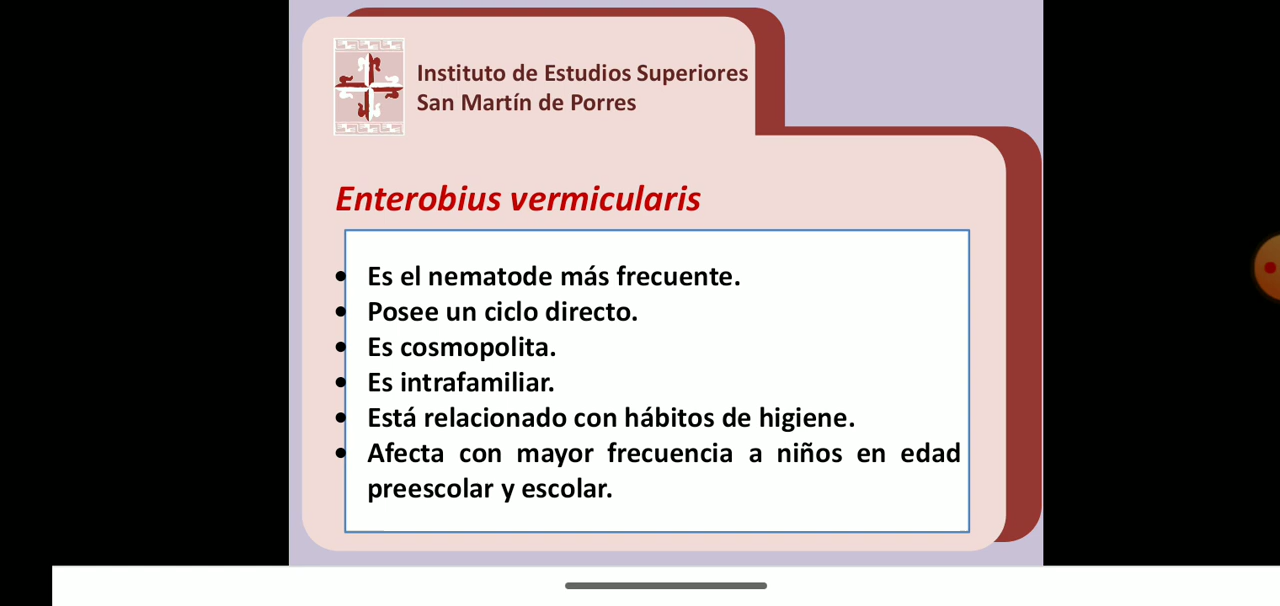 Instituto de Estudios Superiores
San Martín de Porres
Enterobius vermicularis
• Es el nematode más frecuente.
• Posee un ciclo directo.
• Es cosmopolita.
• Es intrafamiliar.
• Está relacionado con hábitos de higiene.
• Afecta con mayor frecuencia a niños en edad
preescolar y escolar.